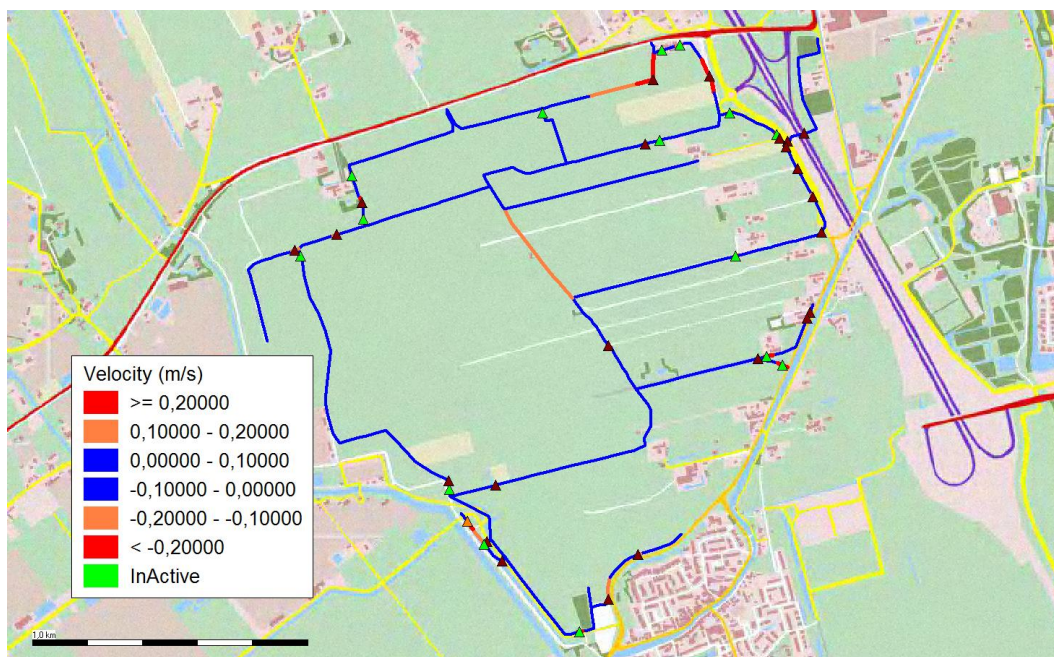 Velocity (m/s)
>= 0,20000
0,10000 - 0,20000
0,00000 - 0,10000
-0,10000 - 0,00000
-0,20000 - -0,10000
< -0,20000
InActive
1,0 km